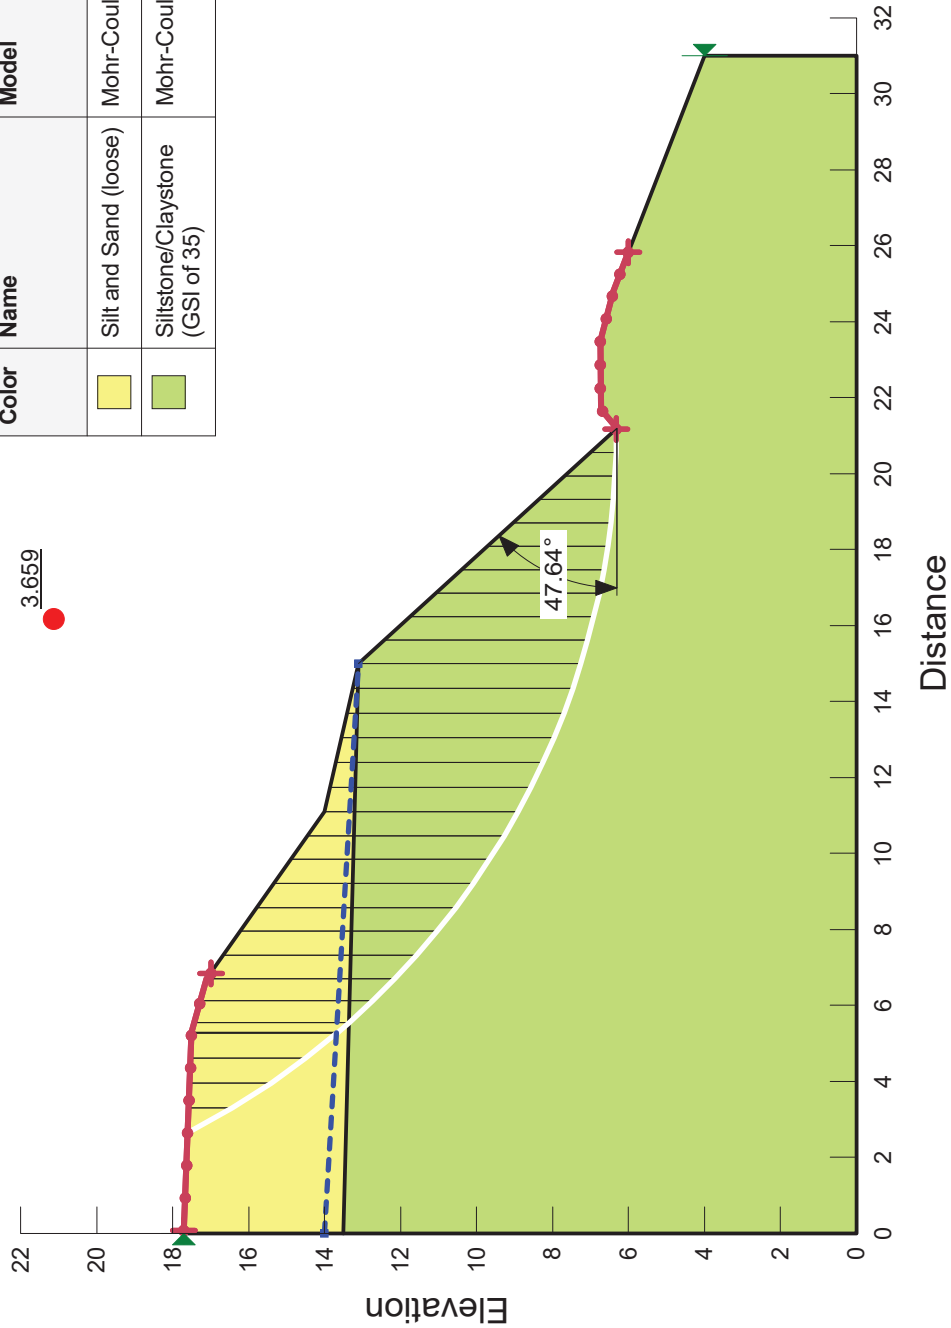 Color Name Model
Silt and Sand (loose) Mohr-Coul
Siltstone/Claystone Mohr-Coul
(GSI of 35)
3.659
47.64°
Elevation
22
20
18
16
14
12
10
8
6
4
2
0
0 2 4 6 8 10 12 14 16 18 20 22 24 26 28 30 32
Distance